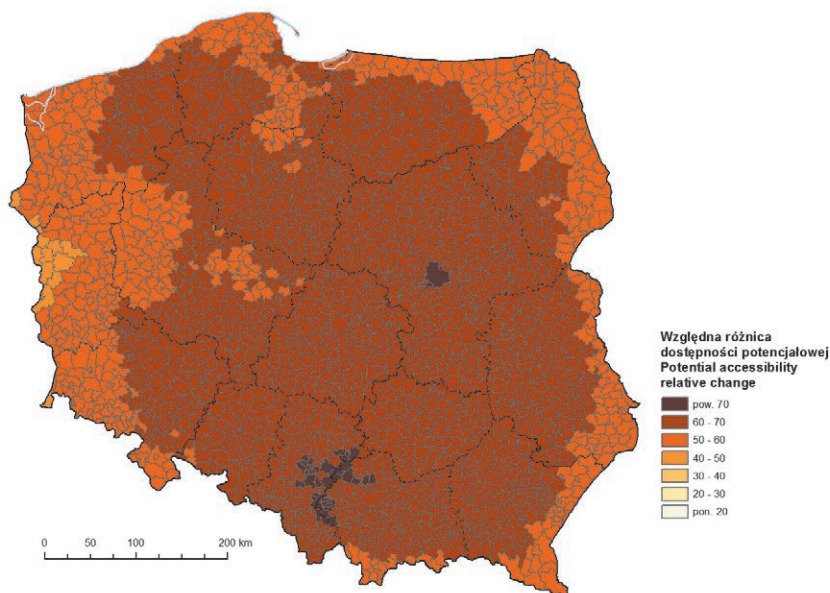 Względna różnica
dostępności potencjałowej
Potential accessibility
relative change
pow. 70
60 - 70
50 - 60
40 - 50
30 - 40
20 - 30
pon. 20
0 50 100 200 km